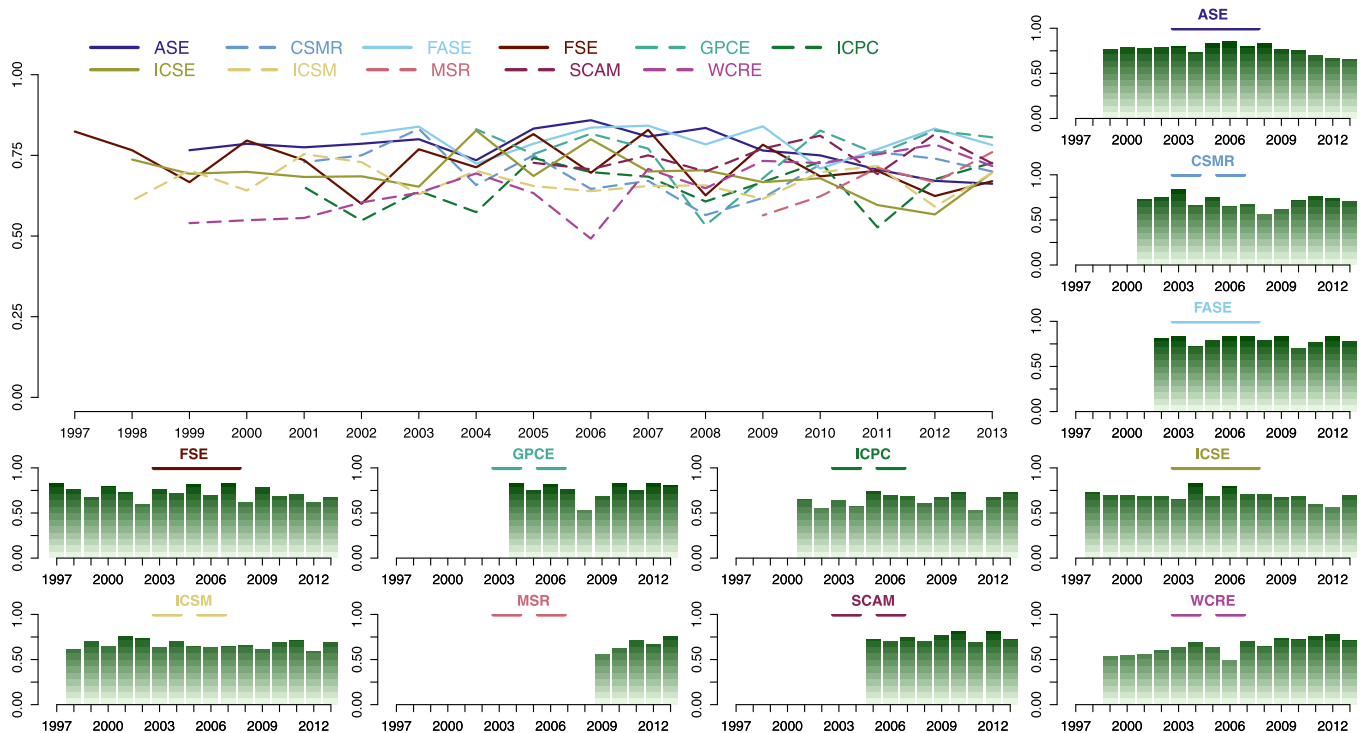 ASE CSMR FASE FSE GPCE ICPC
ICSE ICSM MSR SCAM WCRE
1.00
0.75
0.50
0.25
0.00
1997 1998 1999 2000 2001 2002 2003 2004 2005 2006 2007 2008 2009 2010 2011 2012 2013
ASE
1.00
0.50
0.00
1997 2000 2003 2006 2009 2012
CSMR
1.00
0.50
0.00
1997 2000 2003 2006 2009 2012
FASE
1.00
0.50
0.00
1997 2000 2003 2006 2009 2012
FSE
1.00
0.50
0.00
1997 2000 2003 2006 2009 2012
GPCE
1.00
0.50
0.00
1997 2000 2003 2006 2009 2012
ICPC
1.00
0.50
0.00
1997 2000 2003 2006 2009 2012
ICSE
1.00
0.50
0.00
1997 2000 2003 2006 2009 2012
ICSM
1.00
0.50
0.00
1997 2000 2003 2006 2009 2012
MSR
1.00
0.50
0.00
1997 2000 2003 2006 2009 2012
SCAM
1.00
0.50
0.00
1997 2000 2003 2006 2009 2012
WCRE
1.00
0.50
0.00
1997 2000 2003 2006 2009 2012